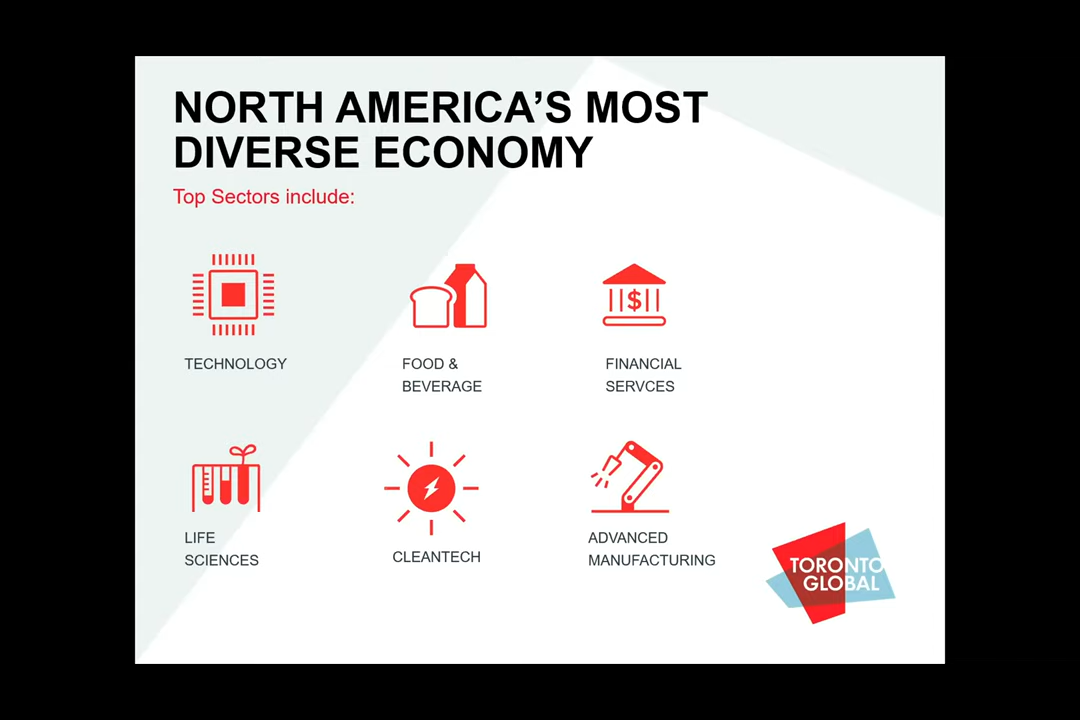 NORTH AMERICA’S MOST
DIVERSE ECONOMY
Top Sectors include:
TECHNOLOGY
FOOD &
BEVERAGE
$
FINANCIAL
SERVCES
LIFE
SCIENCES
CLEANTECH
ADVANCED
MANUFACTURING
TORONTO
GLOBAL